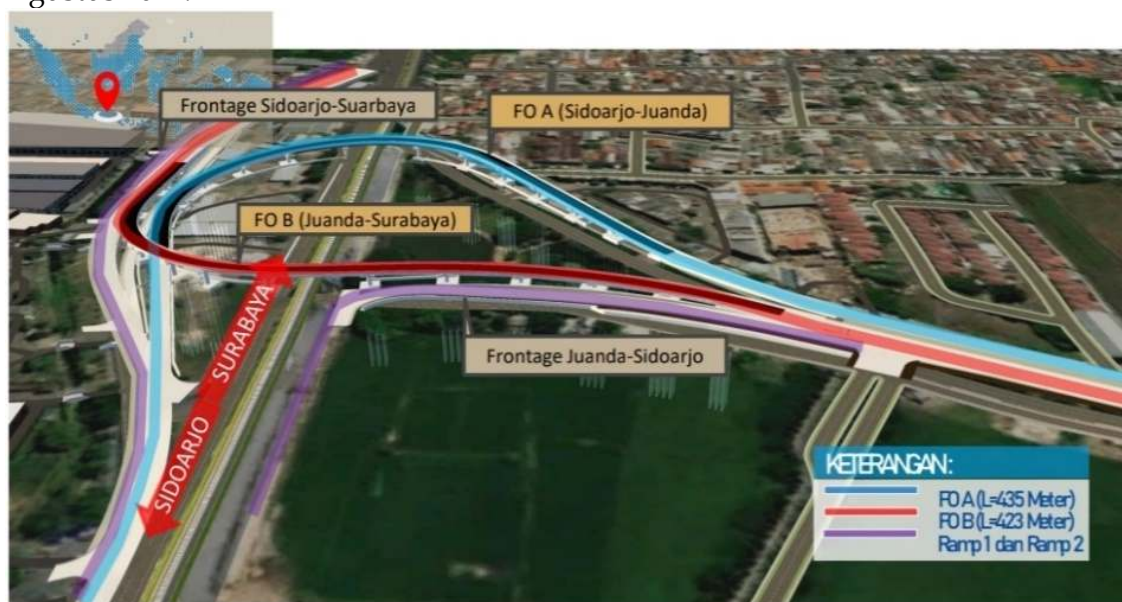 Frontage Sidoarjo-Suarbaya
FO A (Sidoarjo-Juanda)
FO B (Juanda-Surabaya)
SIDOARJO SURABAYA
Frontage Juanda-Sidoarjo
KETERANGAN:
FO A (L=435 Meter)
FO B (L=423 Meter)
Ramp 1 dan Ramp 2